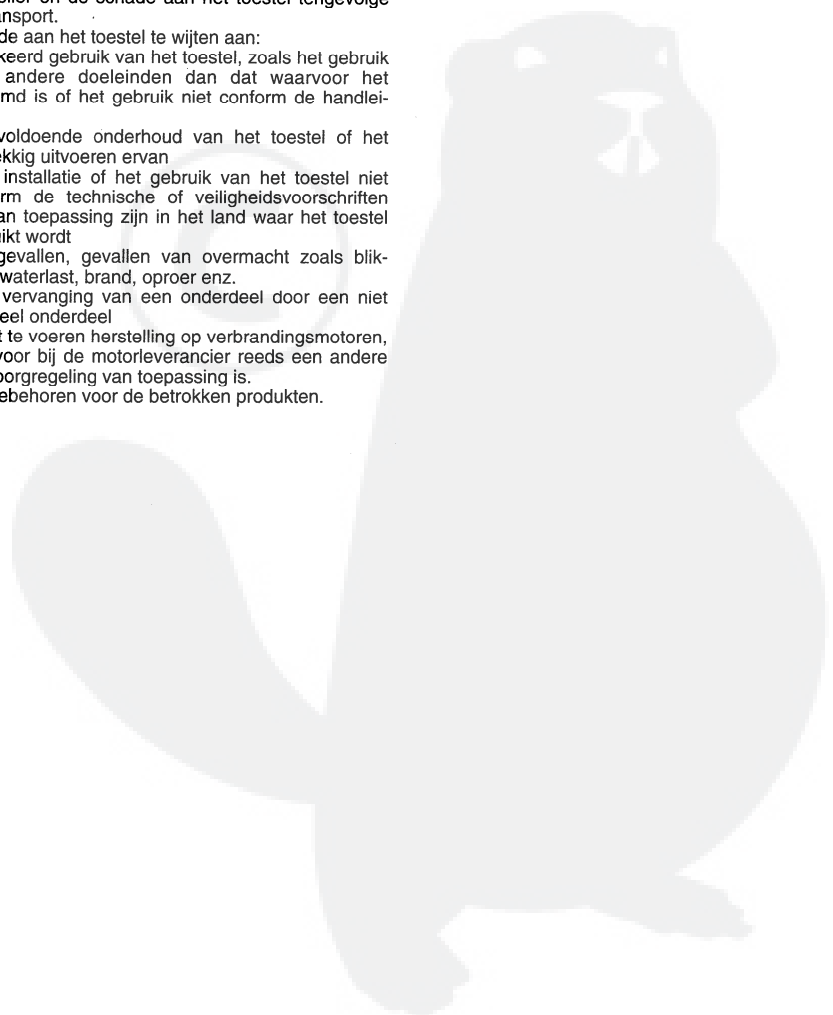 en de schade aan het toestel tengevolge
nsport.
de aan het toestel te wijten aan:
keerd gebruik van het toestel, zoals het gebruik
andere doeleinden dan dat waarvoor het
md is of het gebruik niet conform de handlei-
voldoende onderhoud van het toestel of het
ekkig uitvoeren ervan
installatie of het gebruik van het toestel niet
rm de technische of veiligheidsvoorschriften
an toepassing zijn in het land waar het toestel
ikt wordt
gevallen, gevallen van overmacht zoals blik-
waterlast, brand, oproer enz.
vervanging van een onderdeel door een niet
eel onderdeel
t te voeren herstelling op verbrandingsmotoren,
voor bij de motorleverancier reeds een andere
orgregeling van toepassing is.
ebehoren voor de betrokken produkten.